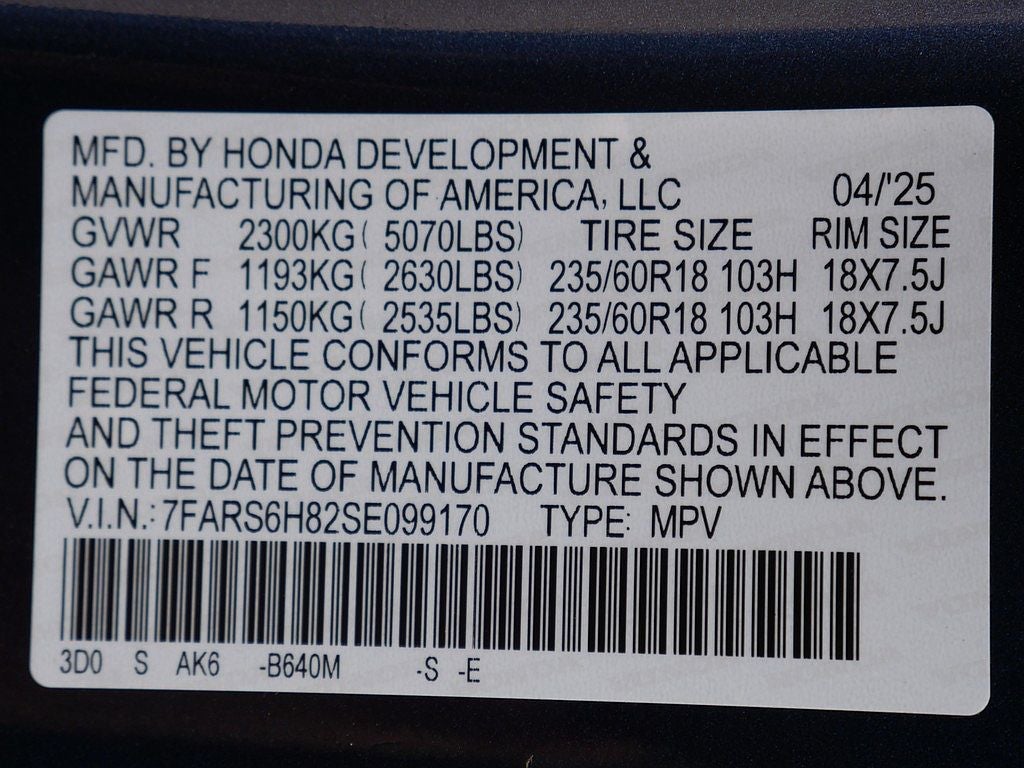 MFD. BY HONDA DEVELOPMENT &
MANUFACTURING OF AMERICA, LLC 04/'25
GVWR 2300KG( 5070LBS) TIRE SIZE RIM SIZE
GAWR F 1193KG( 2630LBS) 235/60R18 103H 18X7.5J
GAWR R 1150KG( 2535LBS) 235/60R18 103H 18X7.5J
THIS VEHICLE CONFORMS TO ALL APPLICABLE
FEDERAL MOTOR VEHICLE SAFETY
AND THEFT PREVENTION STANDARDS IN EFFECT
ON THE DATE OF MANUFACTURE SHOWN ABOVE.
V.I.N.: 7FARS6H82SE099170 TYPE: MPV
3D0 S AK6 -B640M -S -E